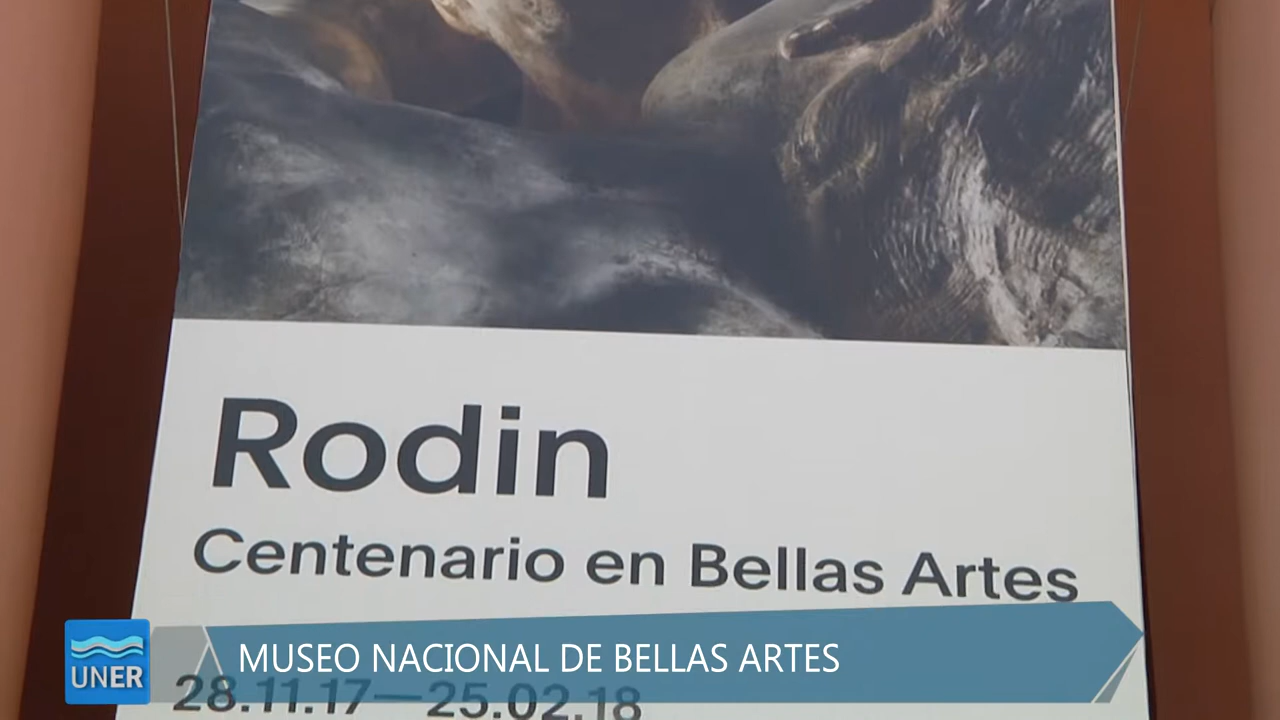 Rodin
Centenario en Bellas Artes
UNER
MUSEO NACIONAL DE BELLAS ARTES
28.11.17—25.02.18